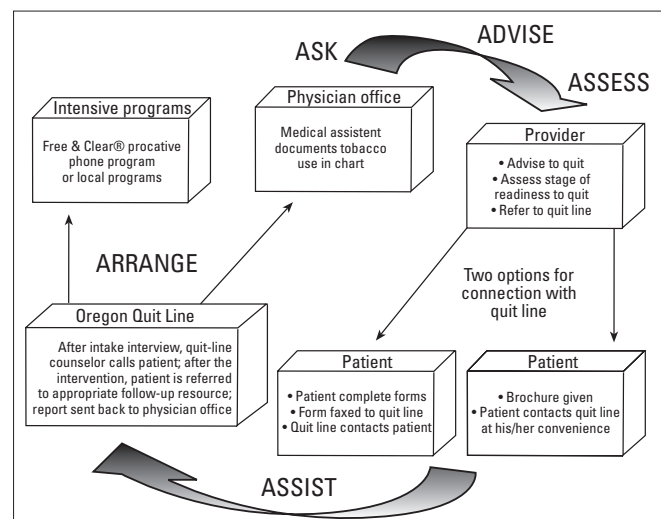 ASK
ADVISE
ASSESS
Intensive programs
Free & Clear® procative
phone program
or local programs
Physician office
Medical assistent
documents tobacco
use in chart
Provider
• Advise to quit
• Assess stage of
readiness to quit
• Refer to quit line
ARRANGE
Two options for
connection with
quit line
Oregon Quit Line
After intake interview, quit-line
counselor calls patient; after the
intervention, patient is referred
to appropriate follow-up resource;
report sent back to physician office
Patient
• Patient complete forms
• Form faxed to quit line
• Quit line contacts patient
Patient
• Brochure given
• Patient contacts quit line
at his/her convenience
ASSIST